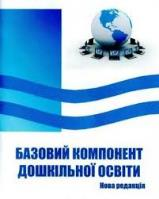 БАЗОВИЙ КОМПОНЕНТ
ДОШКІЛЬНОЇ ОСВІТИ
Нова редакція